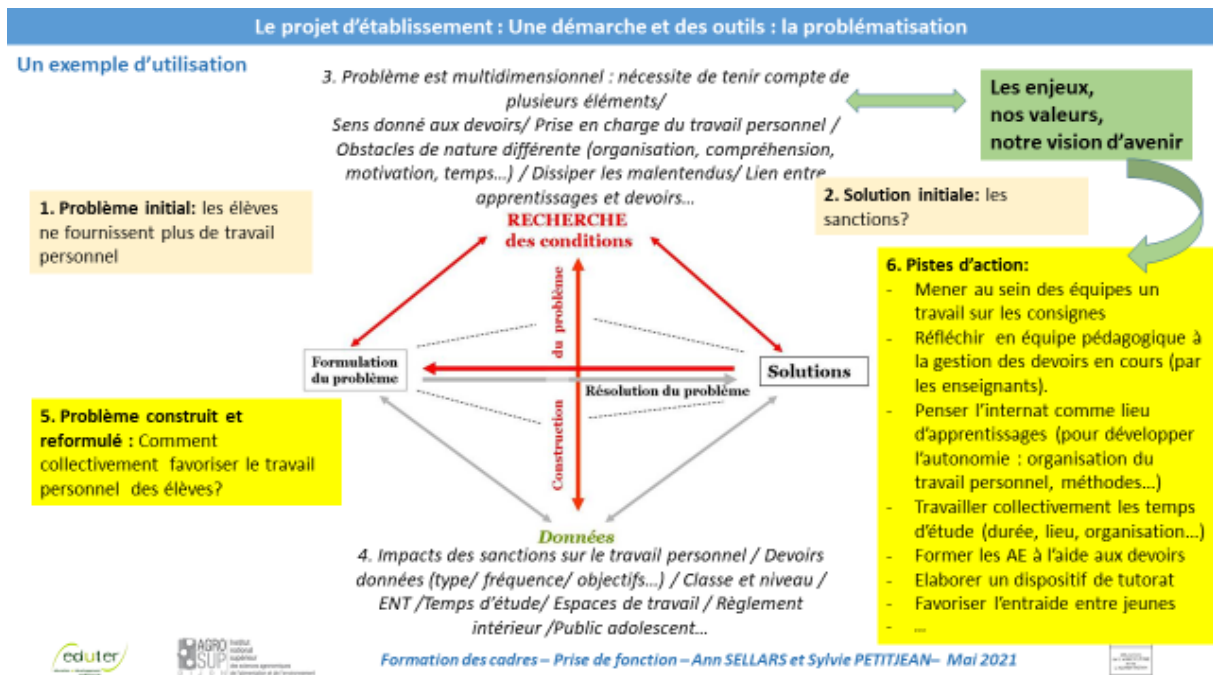 Le projet d'établissement : Une démarche et des outils : la problématisation
Un exemple d'utilisation
3. Problème est multidimensionnel : nécessite de tenir compte de
plusieurs éléments/
Sens donné aux devoirs/ Prise en charge du travail personnel /
Obstacles de nature différente (organisation, compréhension,
motivation, temps...) / Dissiper les malentendus/ Lien entre
apprentissages et devoirs...
Les enjeux,
nos valeurs,
notre vision d'avenir
1. Problème initial: les élèves
ne fournissent plus de travail
personnel
2. Solution initiale: les
sanctions?
RECHERCHE
des conditions
du problème
Formulation
du problème
Solutions
Résolution du problème
Construction
5. Problème construit et
reformulé : Comment
collectivement favoriser le travail
personnel des élèves?
6. Pistes d'action:
- Mener au sein des équipes un
travail sur les consignes
- Réfléchir en équipe pédagogique à
la gestion des devoirs en cours (par
les enseignants).
- Penser l'internat comme lieu
d'apprentissages (pour développer
l'autonomie : organisation du
travail personnel, méthodes...)
- Travailler collectivement les temps
d'étude (durée, lieu, organisation...)
- Former les AE à l'aide aux devoirs
- Elaborer un dispositif de tutorat
- Favoriser l'entraide entre jeunes
- ...
Données
4. Impacts des sanctions sur le travail personnel / Devoirs
données (type/ fréquence/ objectifs...) / Classe et niveau /
ENT /Temps d'étude/ Espaces de travail / Règlement
intérieur /Public adolescent...
eduter
AGRO
SUP
institut
national
supérieur
Formation des cadres – Prise de fonction – Ann SELLARS et Sylvie PETITJEAN– Mai 2021